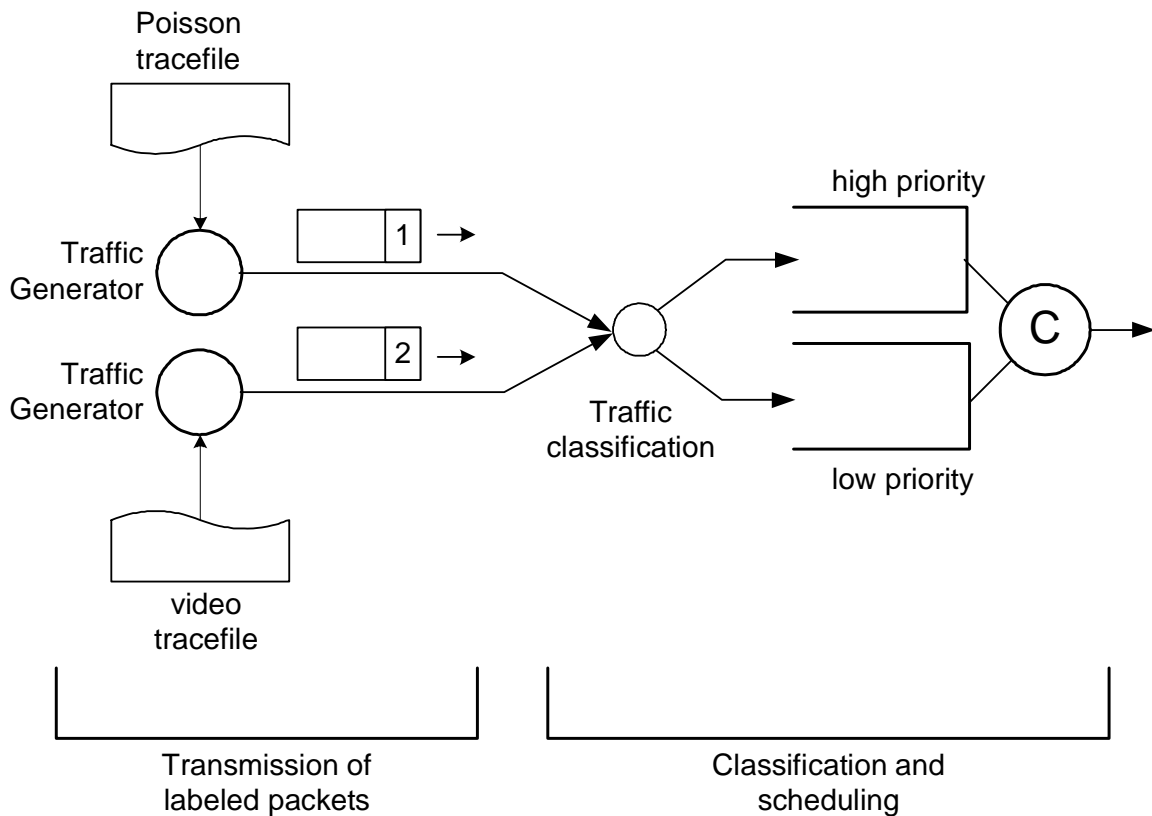 Poisson
tracefile
high priority
1
Traffic
Generator
C
2
Traffic
Generator
Traffic
classification
low priority
video
tracefile
Transmission of
labeled packets
Classification and
scheduling